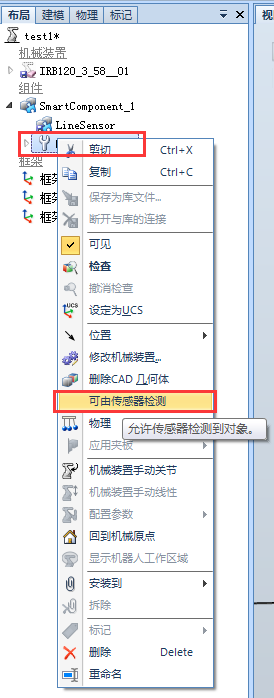 布局 建模 物理 标记
test1*
机械装置
IRB120_3_58__01
组件
SmartComponent_1
LineSensor
框架
框架
框架
框架
剪切 Ctrl+X
复制 Ctrl+C
保存为库文件...
断开与库的连接
可见
检查
撤消检查
UCS 设定为UCS
位置
修改机械装置...
删除CAD 几何体
可由传感器检测
物理
允许传感器检测到对象。
应用夹板
机械装置手动关节
机械装置手动线性
配置参数
回到机械原点
显示机器人工作区域
安装到
拆除
标记
删除 Delete
重命名